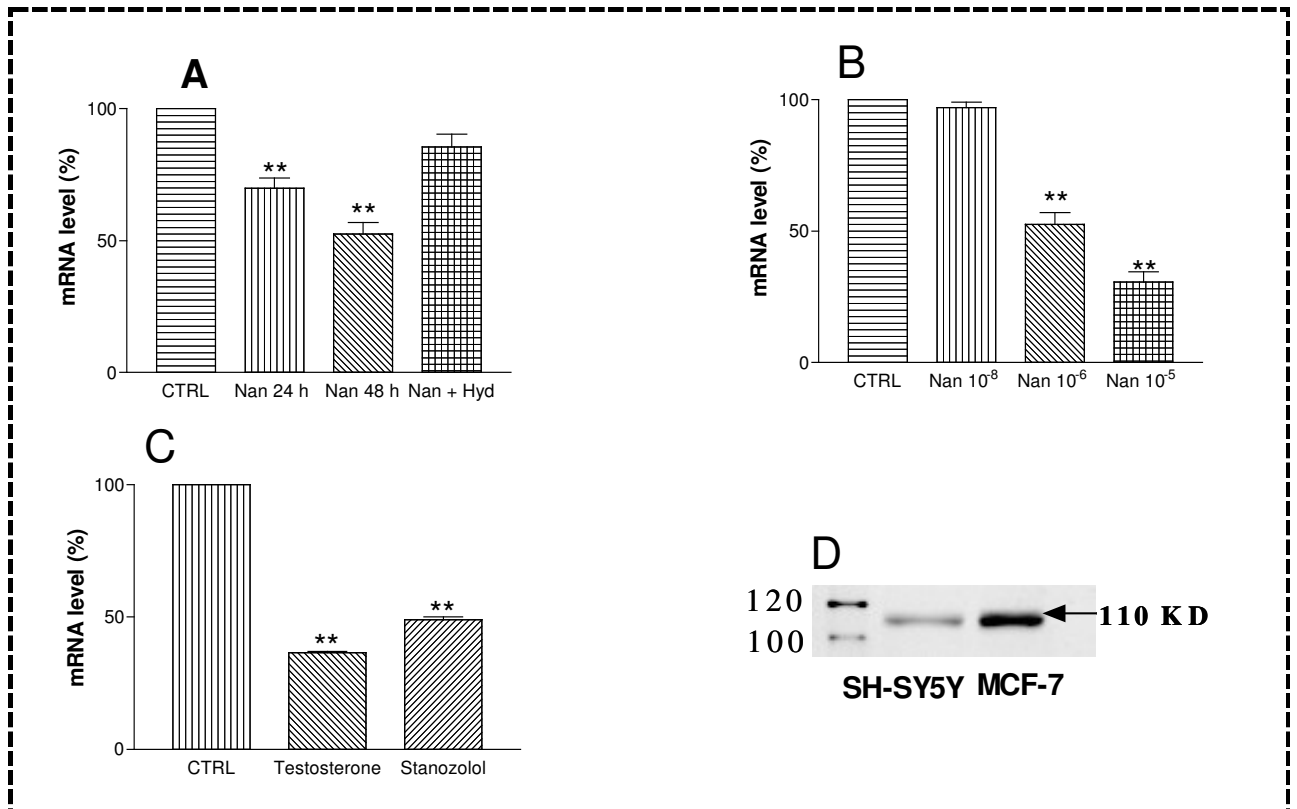 A
mRNA level (%)
100
50
0
**
**
CTRL Nan 24 h Nan 48 h Nan + Hyd
B
mRNA level (%)
100
50
0
**
**
CTRL Nan 10⁻⁸ Nan 10⁻⁶ Nan 10⁻⁵
C
mRNA level (%)
100
50
0
**
**
CTRL Testosterone Stanozolol
D
120
100
110 KD
SH-SY5Y MCF-7